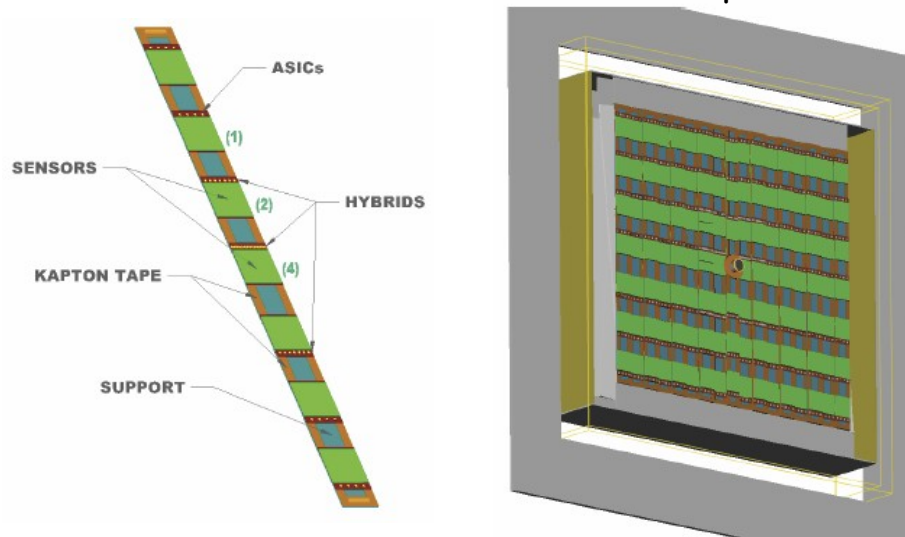 ASICs
(1)
SENSORS
(2)
HYBRIDS
(4)
KAPTON TAPE
SUPPORT